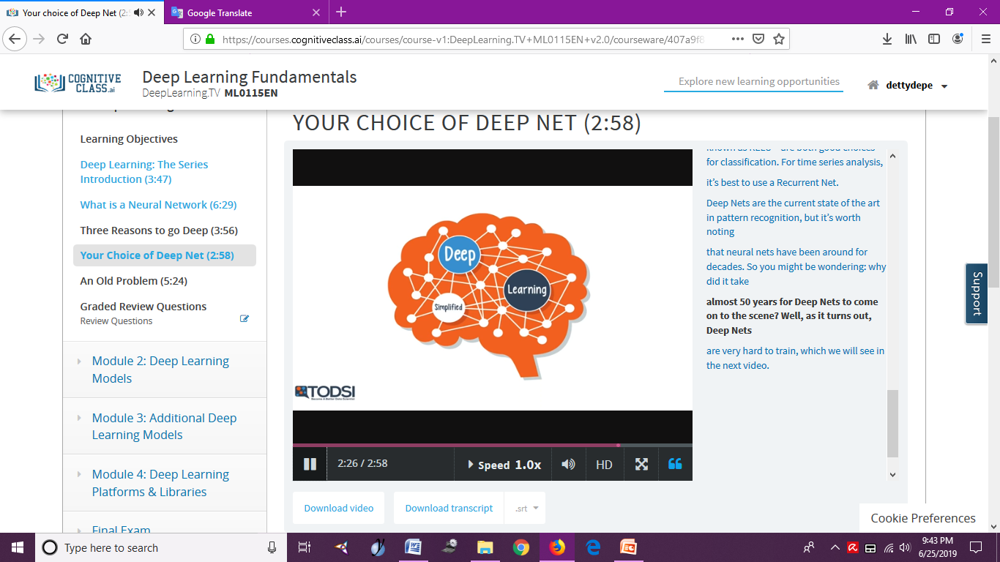 Your choice of Deep Net (2:5
Google Translate
https://courses.cognitiveclass.ai/courses/course-v1:DeepLearning.TV+ML0115EN+v2.0/courseware/407a9f8
COGNITIVE
CLASS.ai
Deep Learning Fundamentals
DeepLearning.TV ML0115EN
Explore new learning opportunities
dettydepe
Learning Objectives
Deep Learning: The Series
Introduction (3:47)
What is a Neural Network (6:29)
Three Reasons to go Deep (3:56)
Your Choice of Deep Net (2:58)
An Old Problem (5:24)
Graded Review Questions
Review Questions
Module 2: Deep Learning
Models
Module 3: Additional Deep
Learning Models
Module 4: Deep Learning
Platforms & Libraries
Final Exam
YOUR CHOICE OF DEEP NET (2:58)
Deep
Learning
Simplified
TODSI
2:26 / 2:58
Speed 1.0x
HD
known as RELU – are both good choices
for classification. For time series analysis,
it's best to use a Recurrent Net.
Deep Nets are the current state of the art
in pattern recognition, but it's worth
noting
that neural nets have been around for
decades. So you might be wondering: why
did it take
almost 50 years for Deep Nets to come
on to the scene? Well, as it turns out,
Deep Nets
are very hard to train, which we will see in
the next video.
Download video
Download transcript
.srt
Support
Cookie Preferences
Type here to search
9:43 PM
6/25/2019